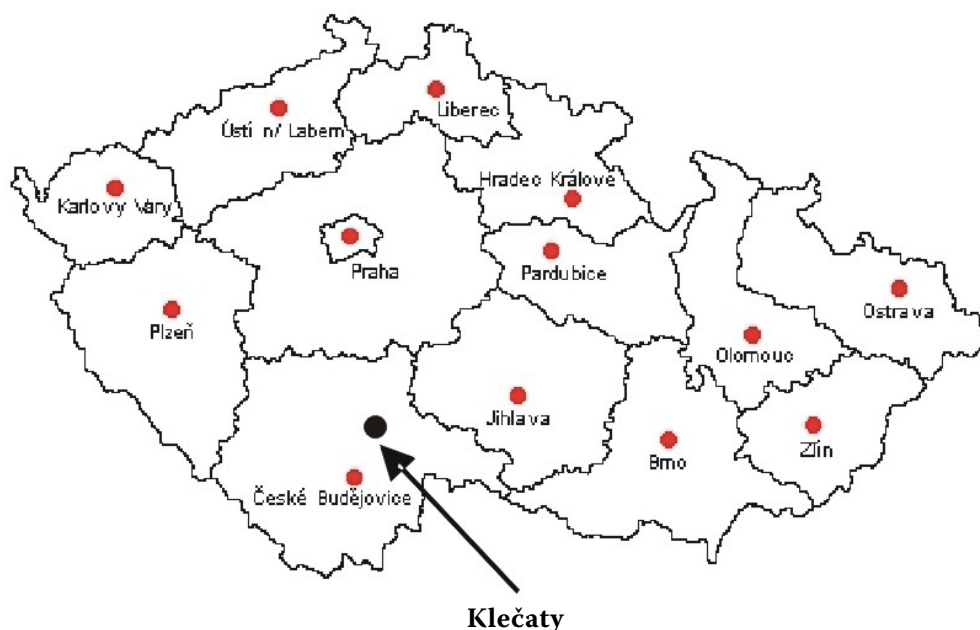 Liberec
Ústí n/ Labem
Hradec Králové
Karlovy Vary
Praha
Pardubice
Ostrava
Plzeň
Olomouc
Jihlava
Zlín
Brno
České Budějovice
Klečaty